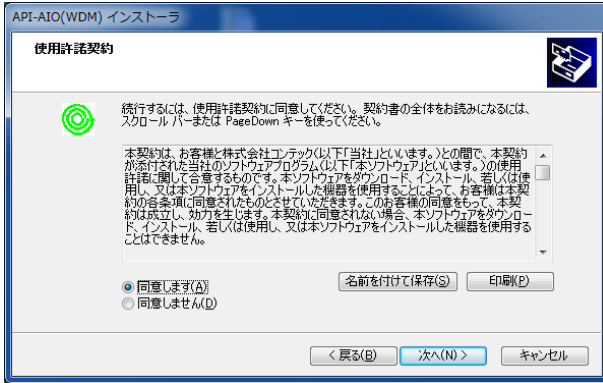 API-AIO(WDM) インストーラ
使用許諾契約
続行するには、使用許諾契約に同意してください。契約書の全体をお読みになるには、
スクロール バーまたは PageDown キーを使ってください。
本契約は、お客様と株式会社コンテック(以下「当社」といいます。)との間で、本契約
が添付された当社のソフトウェアプログラム(以下「本ソフトウェア」といいます。)の使用
許諾に関して合意するものです。本ソフトウェアをダウンロード、インストール、若しくは使
用し、又は本ソフトウェアをインストールした機器を使用することによって、お客様は本契
約の各条項に同意されたものとさせていただきます。このお客様の同意をもって、本契
約は成立し、効力を生じます。本契約に同意されない場合、本ソフトウェアをダウンロー
ド、インストール、若しくは使用し、又は本ソフトウェアをインストールした機器を使用する
ことはできません。
同意します(A)
名前を付けて保存(S)
印刷(P)
同意しません(D)
< 戻る(B)
次へ(N) >
キャンセル